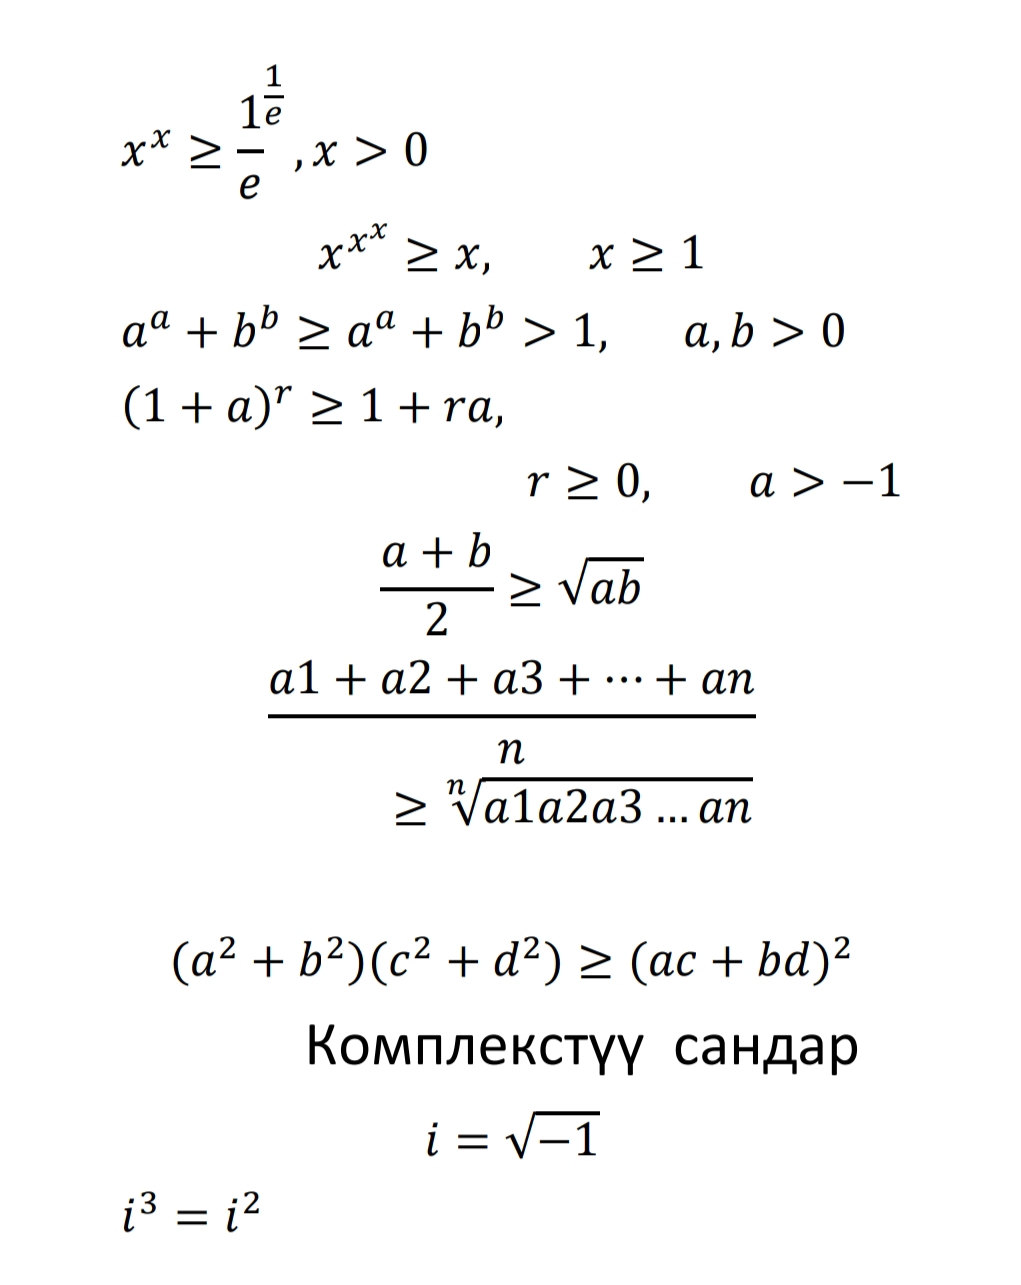 x^x ≥ 1^(1/e)/e, x > 0
x^(x^x) ≥ x, x ≥ 1
a^a + b^b ≥ a^a + b^b > 1, a, b > 0
(1 + a)^r ≥ 1 + ra,
r ≥ 0, a > −1
(a + b)/2 ≥ √(ab)
(a1 + a2 + a3 + ⋯ + an)/n
≥ ⁿ√(a1a2a3 … an)
(a² + b²)(c² + d²) ≥ (ac + bd)²
Комплекстүү сандар
i = √(−1)
i³ = i²